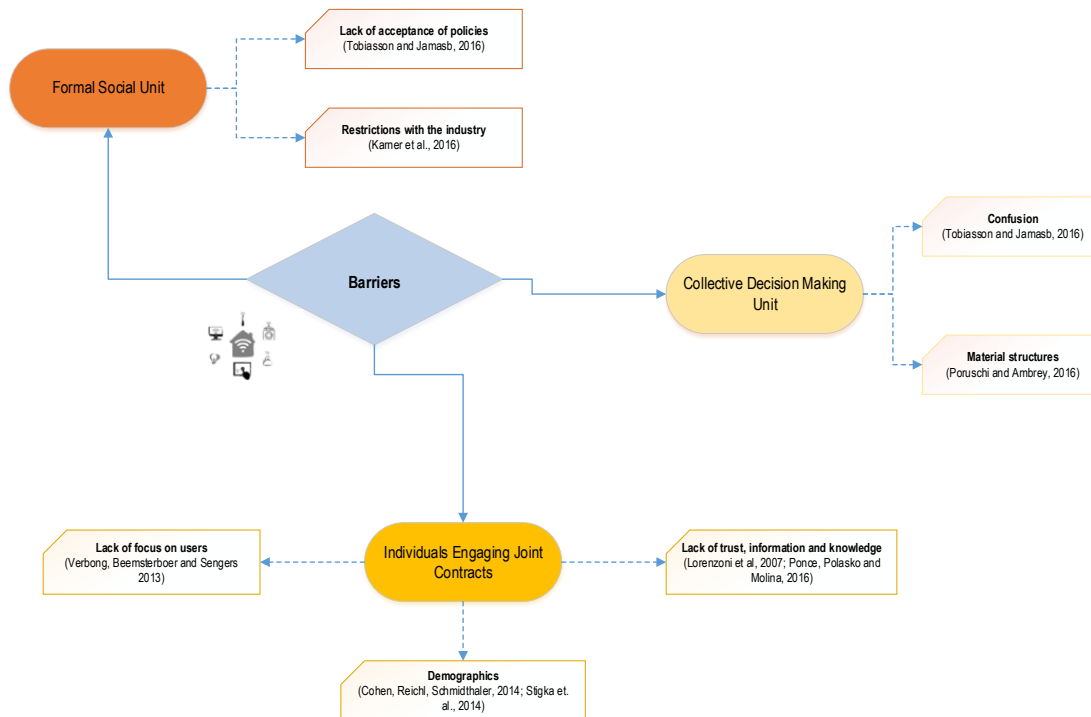 Lack of acceptance of policies
(Tobiasson and Jamasb, 2016)
Formal Social Unit
Restrictions with the industry
(Karner et al., 2016)
Confusion
(Tobiasson and Jamasb, 2016)
Barriers
Collective Decision Making
Unit
Material structures
(Poruschi and Ambrey, 2016)
Lack of focus on users
(Verbong, Beemsterboer and Sengers
2013)
Individuals Engaging Joint
Contracts
Lack of trust, information and knowledge
(Lorenzoni et al, 2007; Ponce, Polasko and
Molina, 2016)
Demographics
(Cohen, Reichl, Schmidthaler, 2014; Stigka et.
al., 2014)